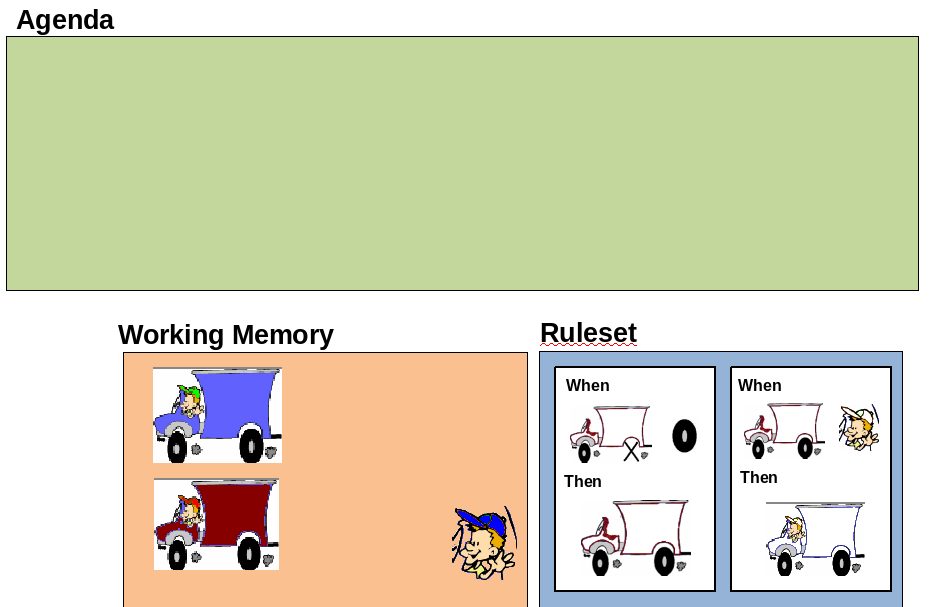 Agenda
Working Memory
Ruleset
When
Then
When
Then